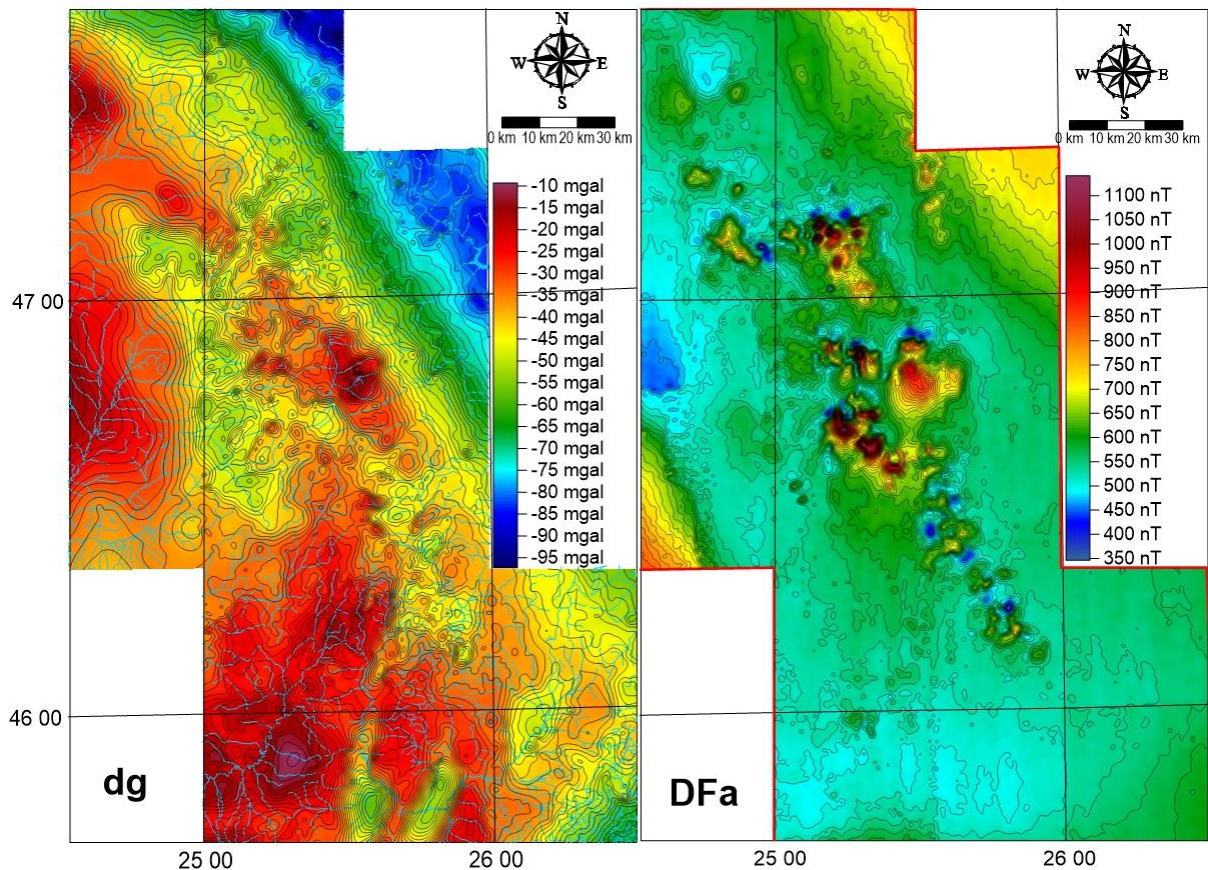 N
W E
S
0 km 10 km 20 km 30 km
-10 mgal
-15 mgal
-20 mgal
-25 mgal
-30 mgal
-35 mgal
-40 mgal
-45 mgal
-50 mgal
-55 mgal
-60 mgal
-65 mgal
-70 mgal
-75 mgal
-80 mgal
-85 mgal
-90 mgal
-95 mgal
47 00
46 00
dg
25 00
26 00
N
W E
S
0 km 10 km 20 km 30 km
1100 nT
1050 nT
1000 nT
950 nT
900 nT
850 nT
800 nT
750 nT
700 nT
650 nT
600 nT
550 nT
500 nT
450 nT
400 nT
350 nT
DFa
25 00
26 00